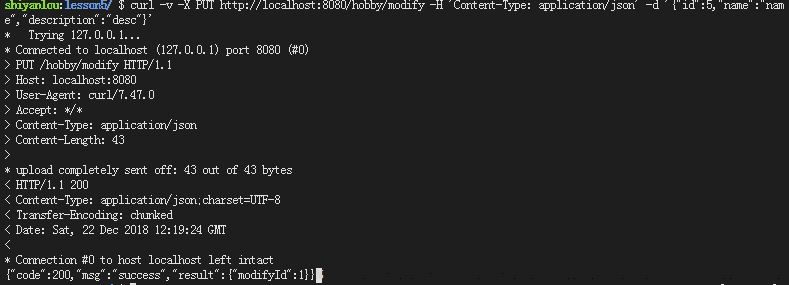 shiyanlou:lesson5/ $ curl -v -X PUT http://localhost:8080/hobby/modify -H 'Content-Type: application/json' -d '{"id":5,"name":"nam
e","description":"desc"}'
*   Trying 127.0.0.1...
* Connected to localhost (127.0.0.1) port 8080 (#0)
> PUT /hobby/modify HTTP/1.1
> Host: localhost:8080
> User-Agent: curl/7.47.0
> Accept: */*
> Content-Type: application/json
> Content-Length: 43
>
* upload completely sent off: 43 out of 43 bytes
< HTTP/1.1 200
< Content-Type: application/json;charset=UTF-8
< Transfer-Encoding: chunked
< Date: Sat, 22 Dec 2018 12:19:24 GMT
<
* Connection #0 to host localhost left intact
{"code":200,"msg":"success","result":{"modifyId":1}}